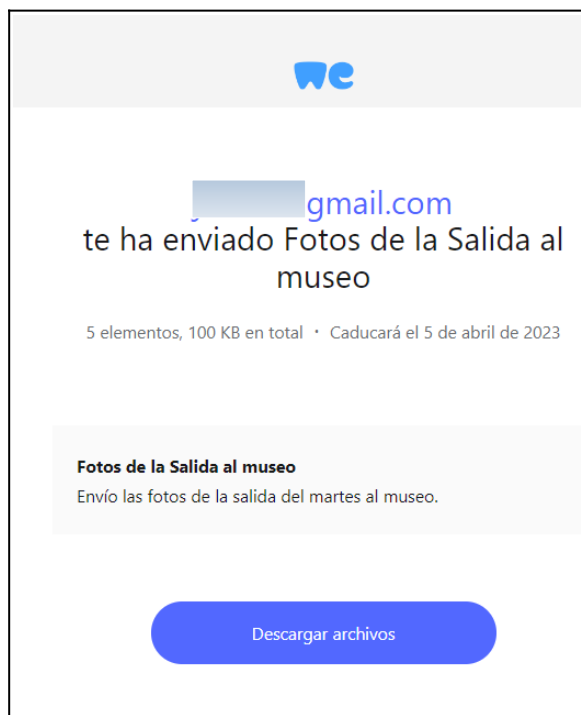 we
gmail.com
te ha enviado Fotos de la Salida al
museo
5 elementos, 100 KB en total · Caducará el 5 de abril de 2023
Fotos de la Salida al museo
Envío las fotos de la salida del martes al museo.
Descargar archivos